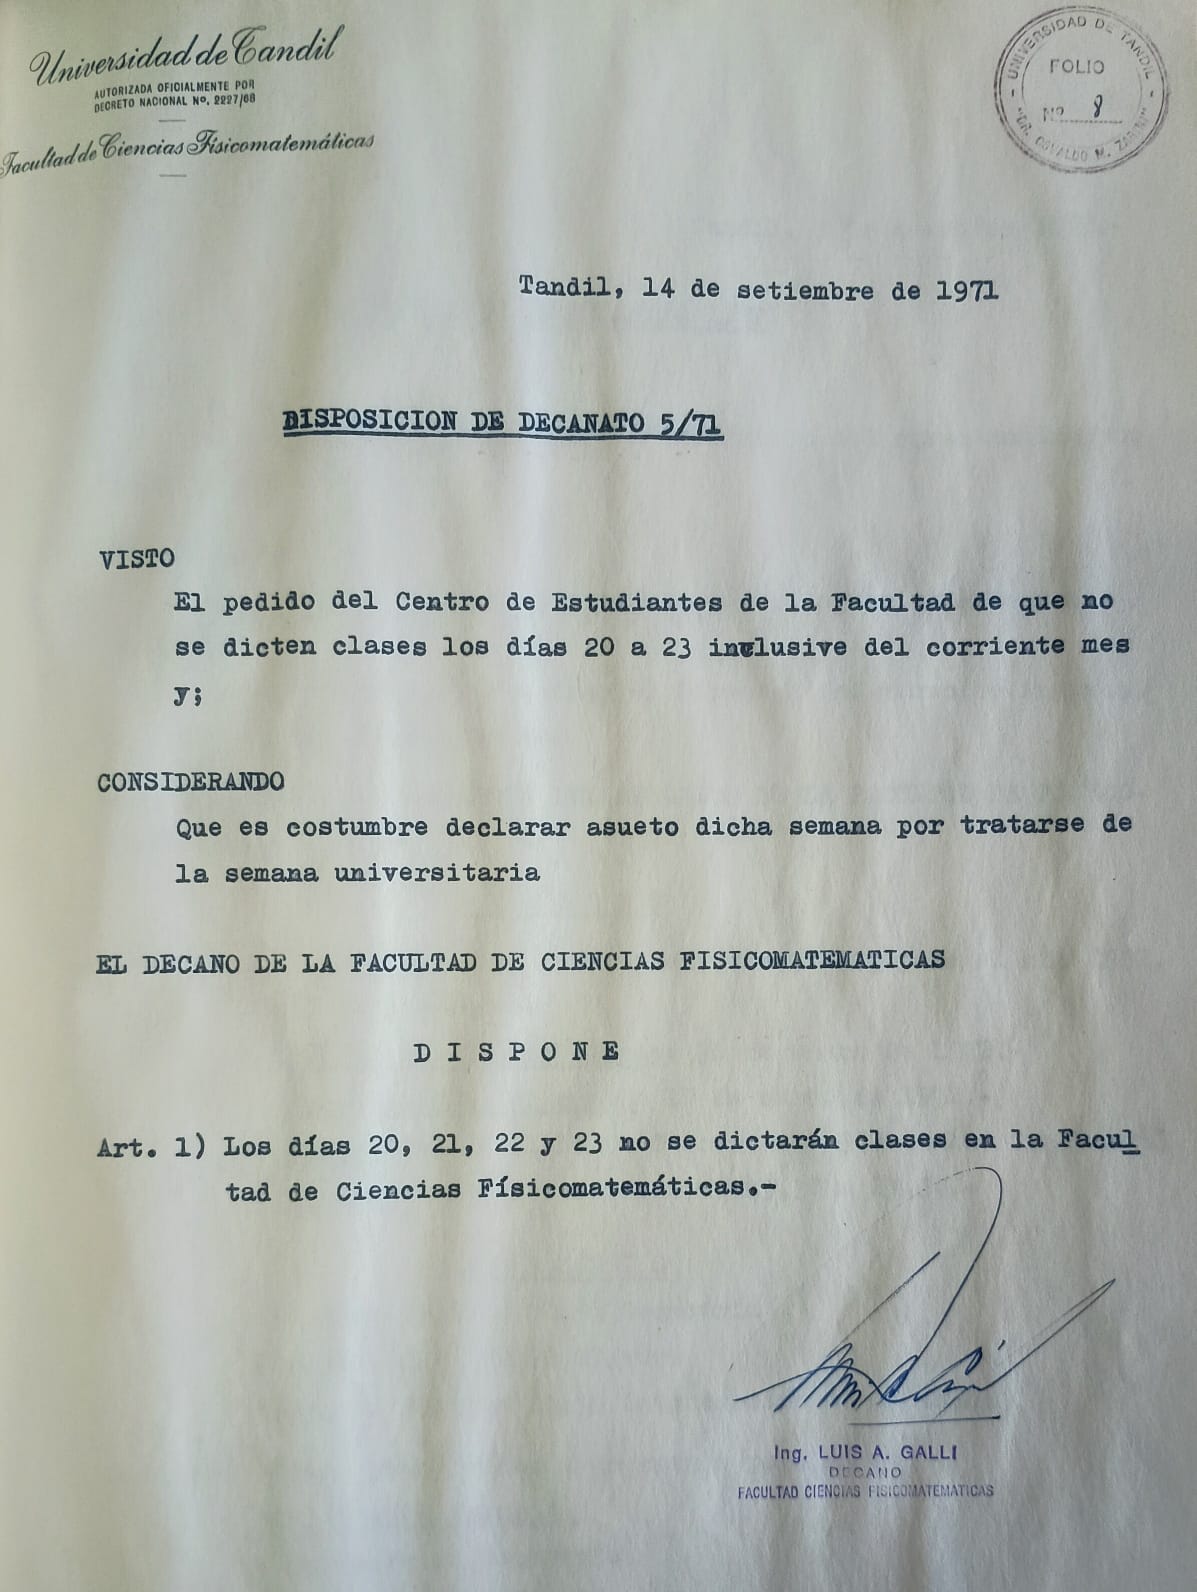 Universidad de Tandil
AUTORIZADA OFICIALMENTE POR
DECRETO NACIONAL Nº. 2227/68
Facultad de Ciencias Físicomatemáticas
- UNIVERSIDAD DE TANDIL -
"DR. OSVALDO M. ZARINI"
FOLIO
Nº 8
Tandil, 14 de setiembre de 1971
DISPOSICION DE DECANATO 5/71
VISTO
El pedido del Centro de Estudiantes de la Facultad de que no
se dicten clases los días 20 a 23 inclusive del corriente mes
y;
CONSIDERANDO
Que es costumbre declarar asueto dicha semana por tratarse de
la semana universitaria
EL DECANO DE LA FACULTAD DE CIENCIAS FISICOMATEMATICAS
D I S P O N E
Art. 1) Los días 20, 21, 22 y 23 no se dictarán clases en la Facul
tad de Ciencias Físicomatemáticas.-
Ing. LUIS A. GALLI
DECANO
FACULTAD CIENCIAS FISICOMATEMATICAS